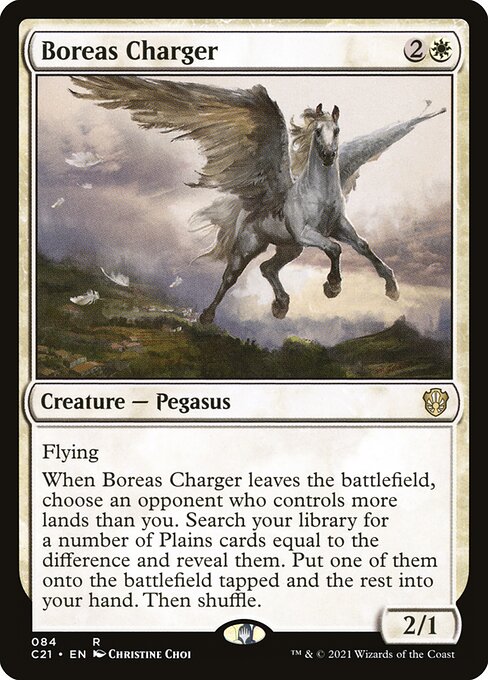 Boreas Charger 2
Creature — Pegasus
Flying
When Boreas Charger leaves the battlefield,
choose an opponent who controls more
lands than you. Search your library for
a number of Plains cards equal to the
difference and reveal them. Put one of them
onto the battlefield tapped and the rest into
your hand. Then shuffle.
2/1
084 R
C21 • EN Christine Choi
™ & © 2021 Wizards of the Coast